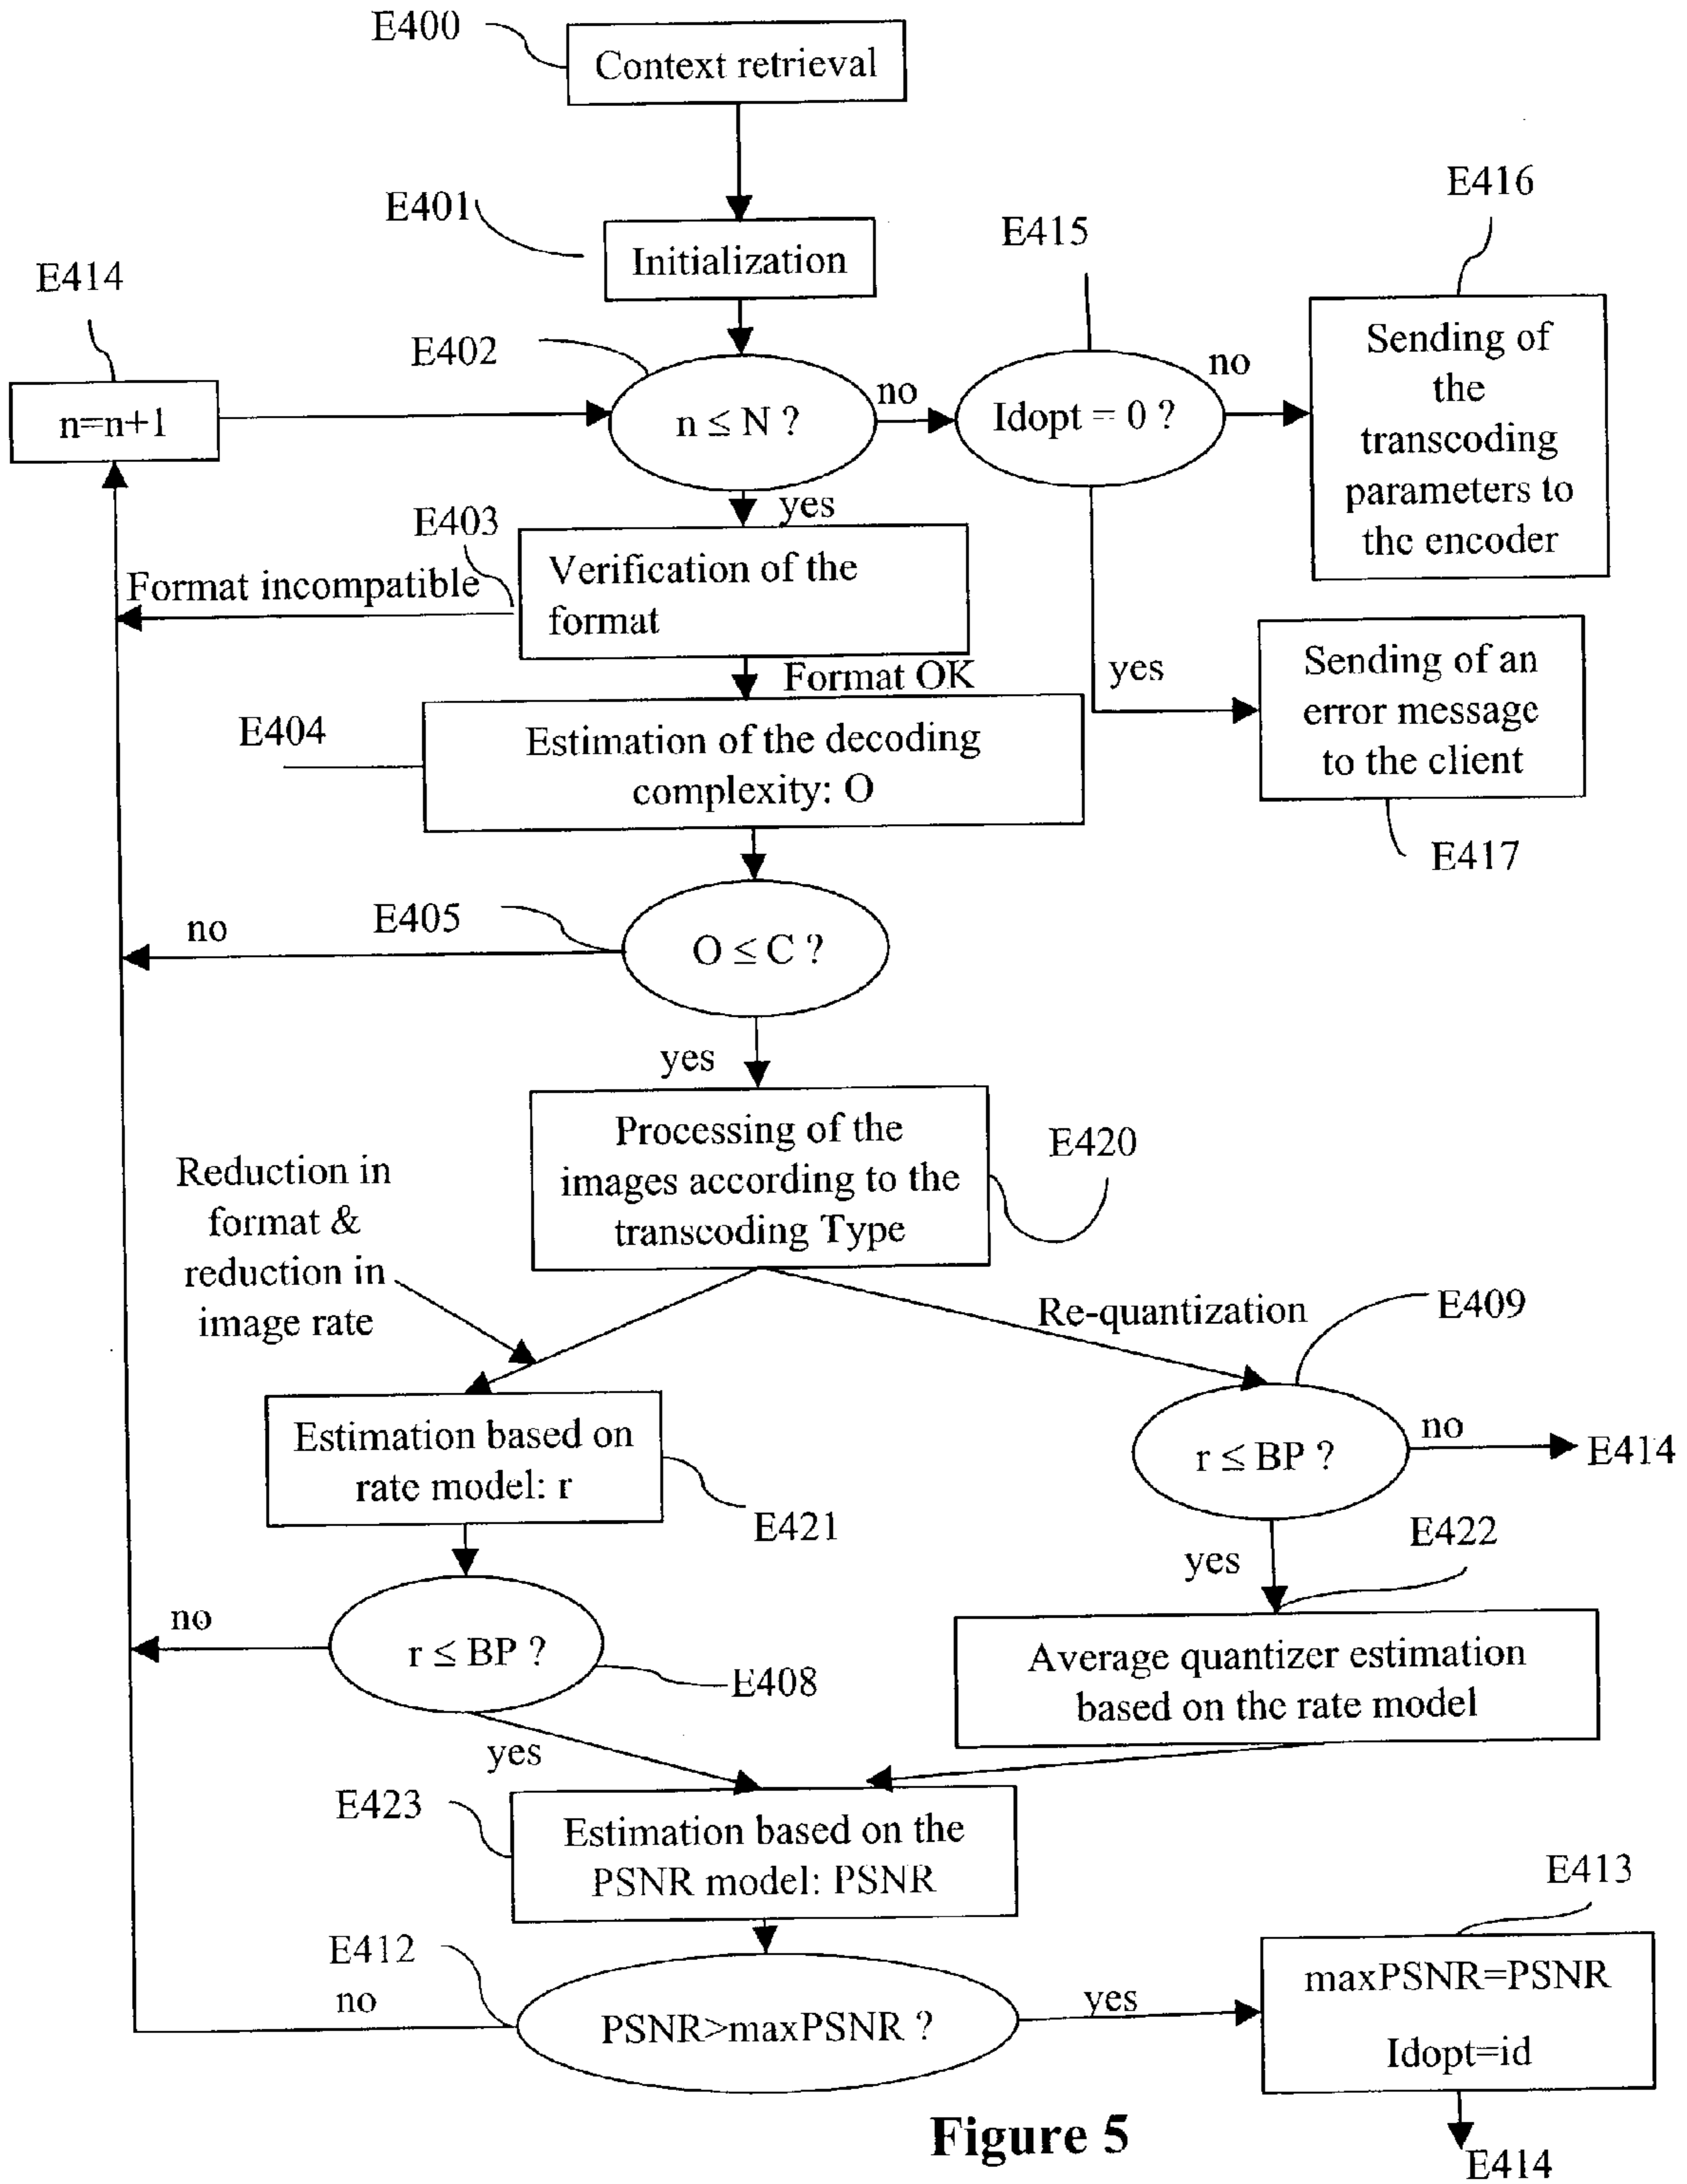 E400
Context retrieval
E401
Initialization
E415
E416
E414
n=n+1
E402
n ≤ N ?
no
Idopt = 0 ?
no
Sending of
the
transcoding
parameters to
the encoder
yes
E403
Verification of the
format
Format incompatible
Format OK
yes
Sending of an
error message
to the client
E417
E404
Estimation of the decoding
complexity: O
E405
no
O ≤ C ?
yes
Processing of the
images according to the
transcoding Type
E420
Reduction in
format &
reduction in
image rate
Re-quantization
E409
Estimation based on
rate model: r
E421
r ≤ BP ?
no
E414
yes
E422
no
r ≤ BP ?
E408
Average quantizer estimation
based on the rate model
yes
E423
Estimation based on the
PSNR model: PSNR
E413
E412
no
PSNR>maxPSNR ?
yes
maxPSNR=PSNR
Idopt=id
E414
Figure 5